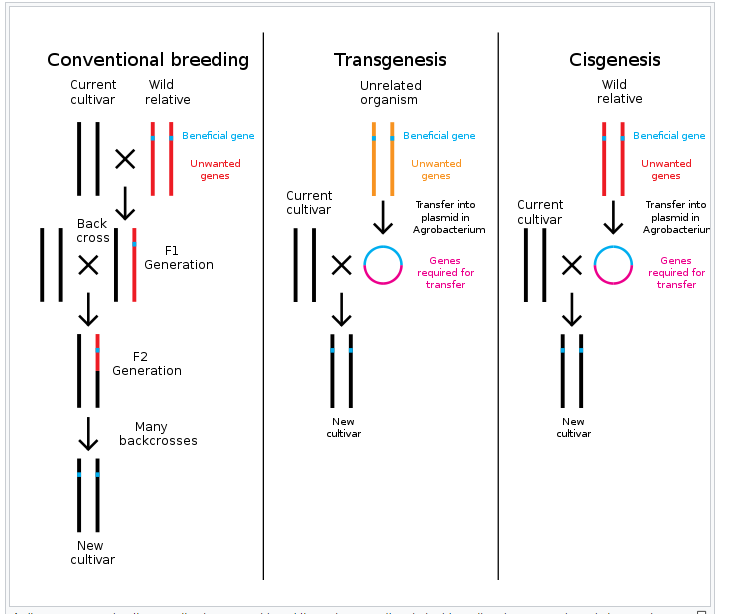 Conventional breeding
Current
cultivar
Wild
relative
Beneficial gene
Unwanted
genes
Back
cross
F1
Generation
F2
Generation
Many
backcrosses
New
cultivar
Transgenesis
Unrelated
organism
Beneficial gene
Unwanted
genes
Current
cultivar
Transfer into
plasmid in
Agrobacterium
Genes
required for
transfer
New
cultivar
Cisgenesis
Wild
relative
Beneficial gene
Unwanted
genes
Current
cultivar
Transfer into
plasmid in
Agrobacteriur
Genes
required for
transfer
New
cultivar